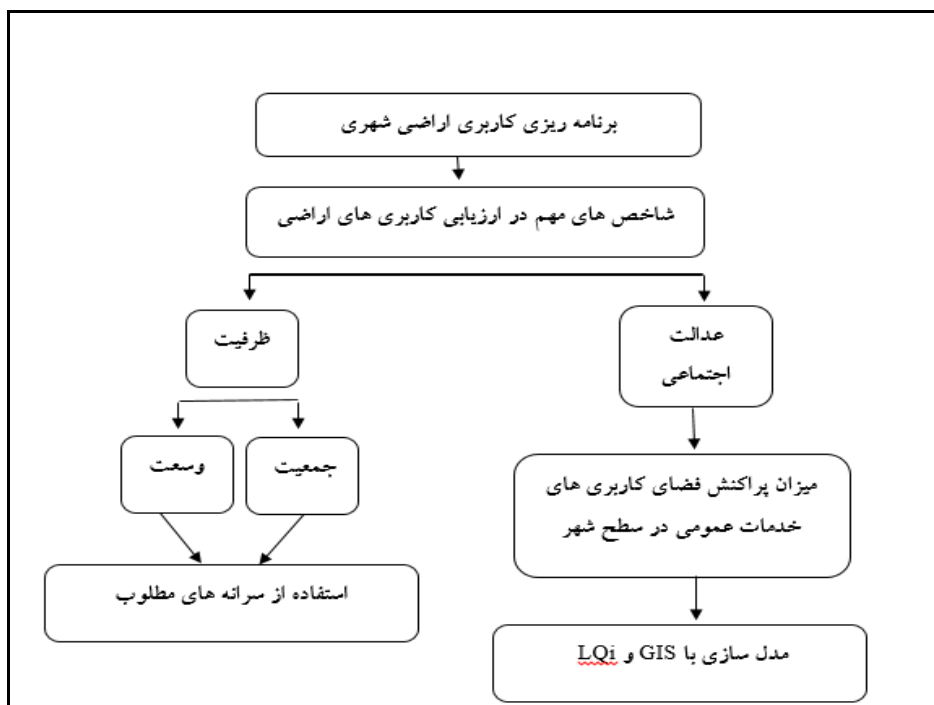 برنامه ریزی کاربری اراضی شهری
شاخص های مهم در ارزیابی کاربری های اراضی
ظرفیت
عدالت
اجتماعی
وسعت
جمعیت
میزان پراکنش فضای کاربری های
خدمات عمومی در سطح شهر
استفاده از سرانه های مطلوب
مدل سازی با GIS و LQi